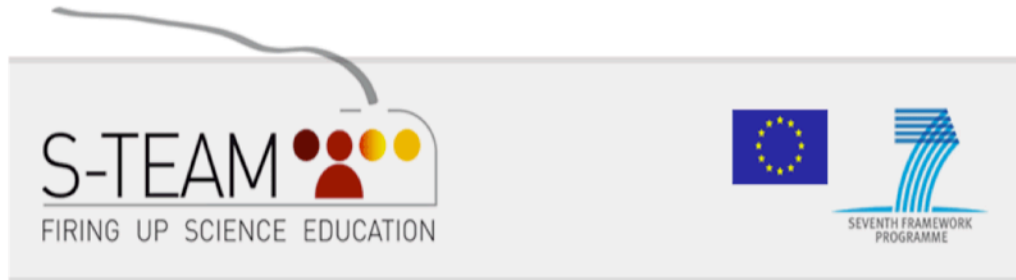 S-TEAM
FIRING UP SCIENCE EDUCATION
SEVENTH FRAMEWORK
PROGRAMME